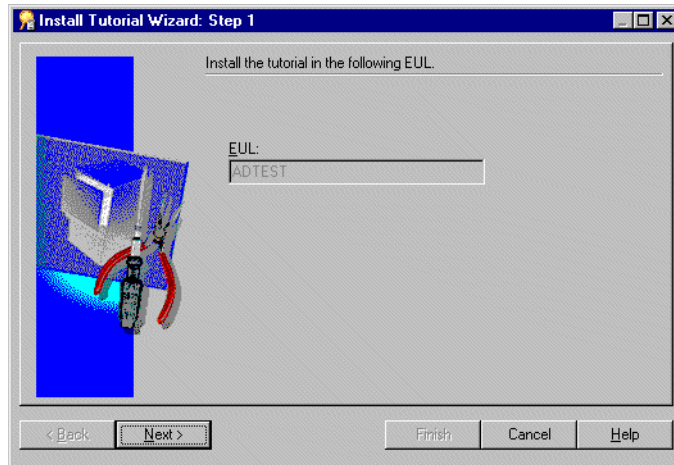 Install Tutorial Wizard: Step 1
Install the tutorial in the following EUL.
EUL:
ADTEST
< Back Next > Finish Cancel Help